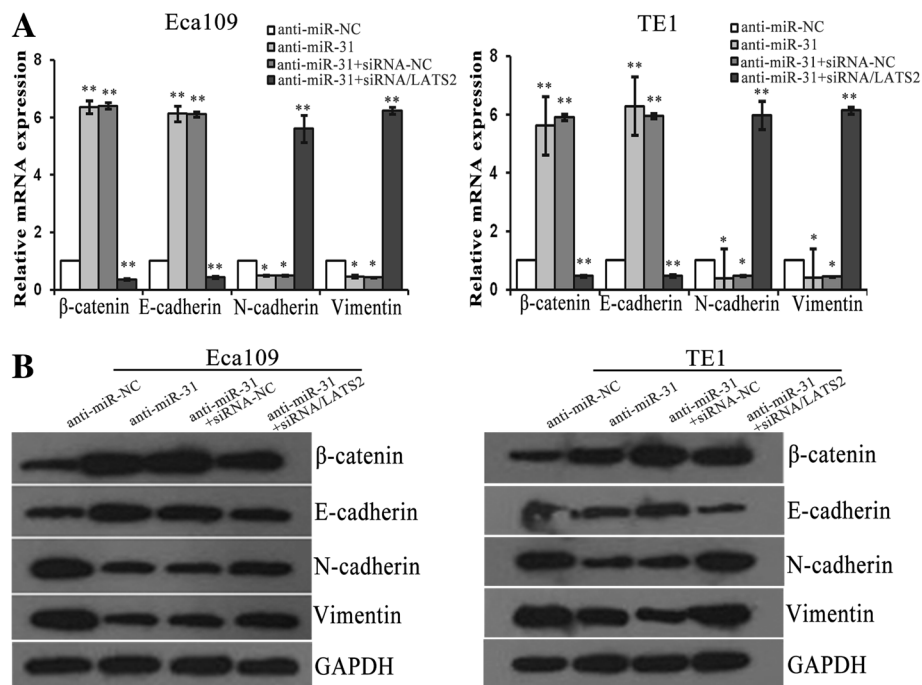 A
Eca109
anti-miR-NC
anti-miR-31
anti-miR-31+siRNA-NC
anti-miR-31+siRNA/LATS2
Relative mRNA expression
8
6
4
2
0
** ** ** ** ** ** * * ** * * **
β-catenin E-cadherin N-cadherin Vimentin
TE1
anti-miR-NC
anti-miR-31
anti-miR-31+siRNA-NC
anti-miR-31+siRNA/LATS2
Relative mRNA expression
8
6
4
2
0
** ** ** ** ** ** * * ** * * **
β-catenin E-cadherin N-cadherin Vimentin
B
Eca109
anti-miR-NC
anti-miR-31
anti-miR-31
+siRNA-NC
anti-miR-31
+siRNA/LATS2
β-catenin
E-cadherin
N-cadherin
Vimentin
GAPDH
TE1
anti-miR-NC
anti-miR-31
anti-miR-31
+siRNA-NC
anti-miR-31
+siRNA/LATS2
β-catenin
E-cadherin
N-cadherin
Vimentin
GAPDH